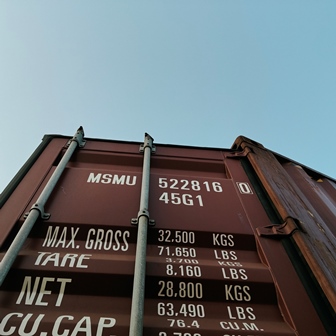 MSMU 522816 0
45G1
MAX. GROSS 32.500 KGS
71.650 LBS
TARE 3.700 KGS
8.160 LBS
NET 28.800 KGS
63.490 LBS
CU.CAP. 76.4 CU.M.